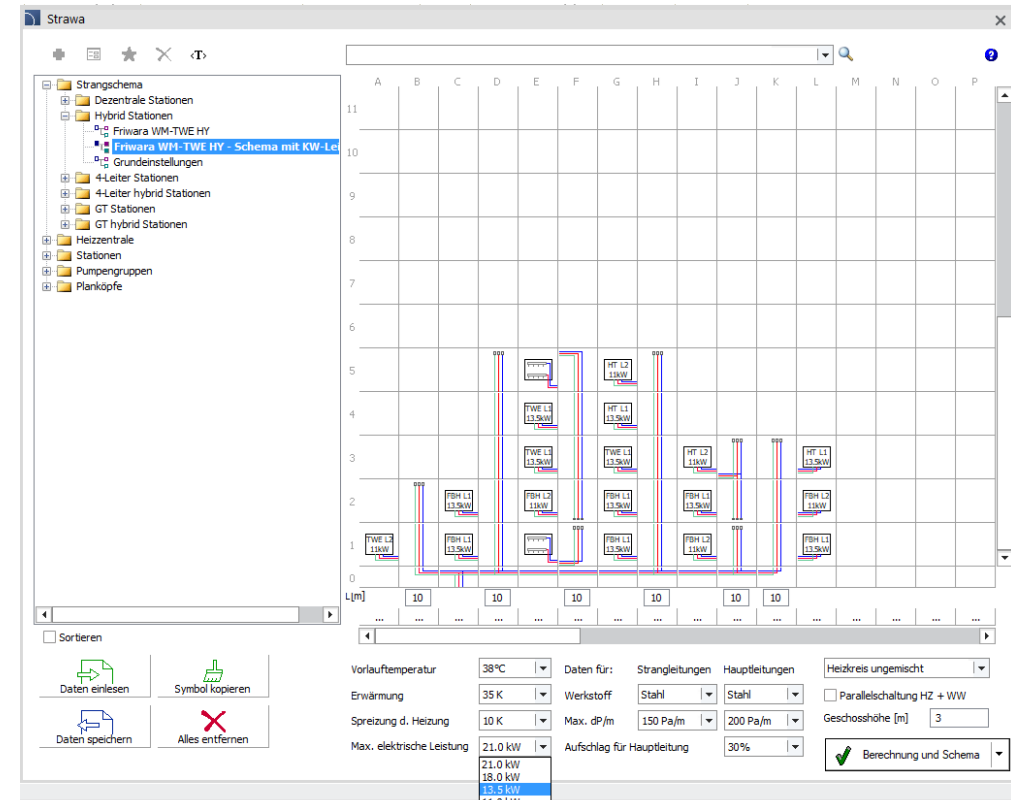 Strawa
‹T›
Strangschema
Dezentrale Stationen
Hybrid Stationen
Friwara WM-TWE HY
Friwara WM-TWE HY - Schema mit KW-Lei
Grundeinstellungen
4-Leiter Stationen
4-Leiter hybrid Stationen
GT Stationen
GT hybrid Stationen
Heizzentrale
Stationen
Pumpengruppen
Planköpfe
A B C D E F G H I J K L M N O P
11
10
9
8
7
6
5 HT L2
11kW
4 TWE L1 HT L1
13.5kW 13.5kW
3 TWE L1 TWE L1 HT L2 HT L1
13.5kW 13.5kW 11kW 13.5kW
2 FBH L1 FBH L2 FBH L1 FBH L1 FBH L2
13.5kW 11kW 13.5kW 13.5kW 11kW
1 TWE L2 FBH L1 FBH L1 FBH L2 FBH L1
11kW 13.5kW 13.5kW 11kW 13.5kW
0
L[m] 10 10 10 10 10 10
... ... ... ... ... ... ... ... ... ... ... ... ... ... ... ...
Sortieren
Daten einlesen Symbol kopieren
Daten speichern Alles entfernen
Vorlauftemperatur 38°C Daten für: Strangleitungen Hauptleitungen Heizkreis ungemischt
Erwärmung 35 K Werkstoff Stahl Stahl Parallelschaltung HZ + WW
Spreizung d. Heizung 10 K Max. dP/m 150 Pa/m 200 Pa/m Geschosshöhe [m] 3
Max. elektrische Leistung 21.0 kW Aufschlag für Hauptleitung 30% Berechnung und Schema
21.0 kW
18.0 kW
13.5 kW